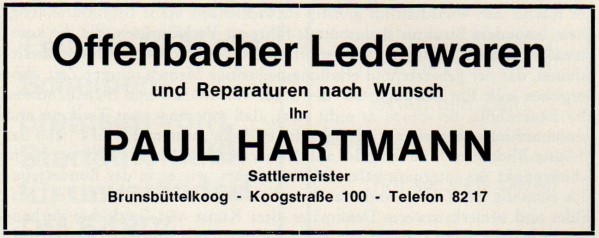 Offenbacher Lederwaren
und Reparaturen nach Wunsch
Ihr
PAUL HARTMANN
Sattlermeister
Brunsbüttelkoog - Koogstraße 100 - Telefon 82 17